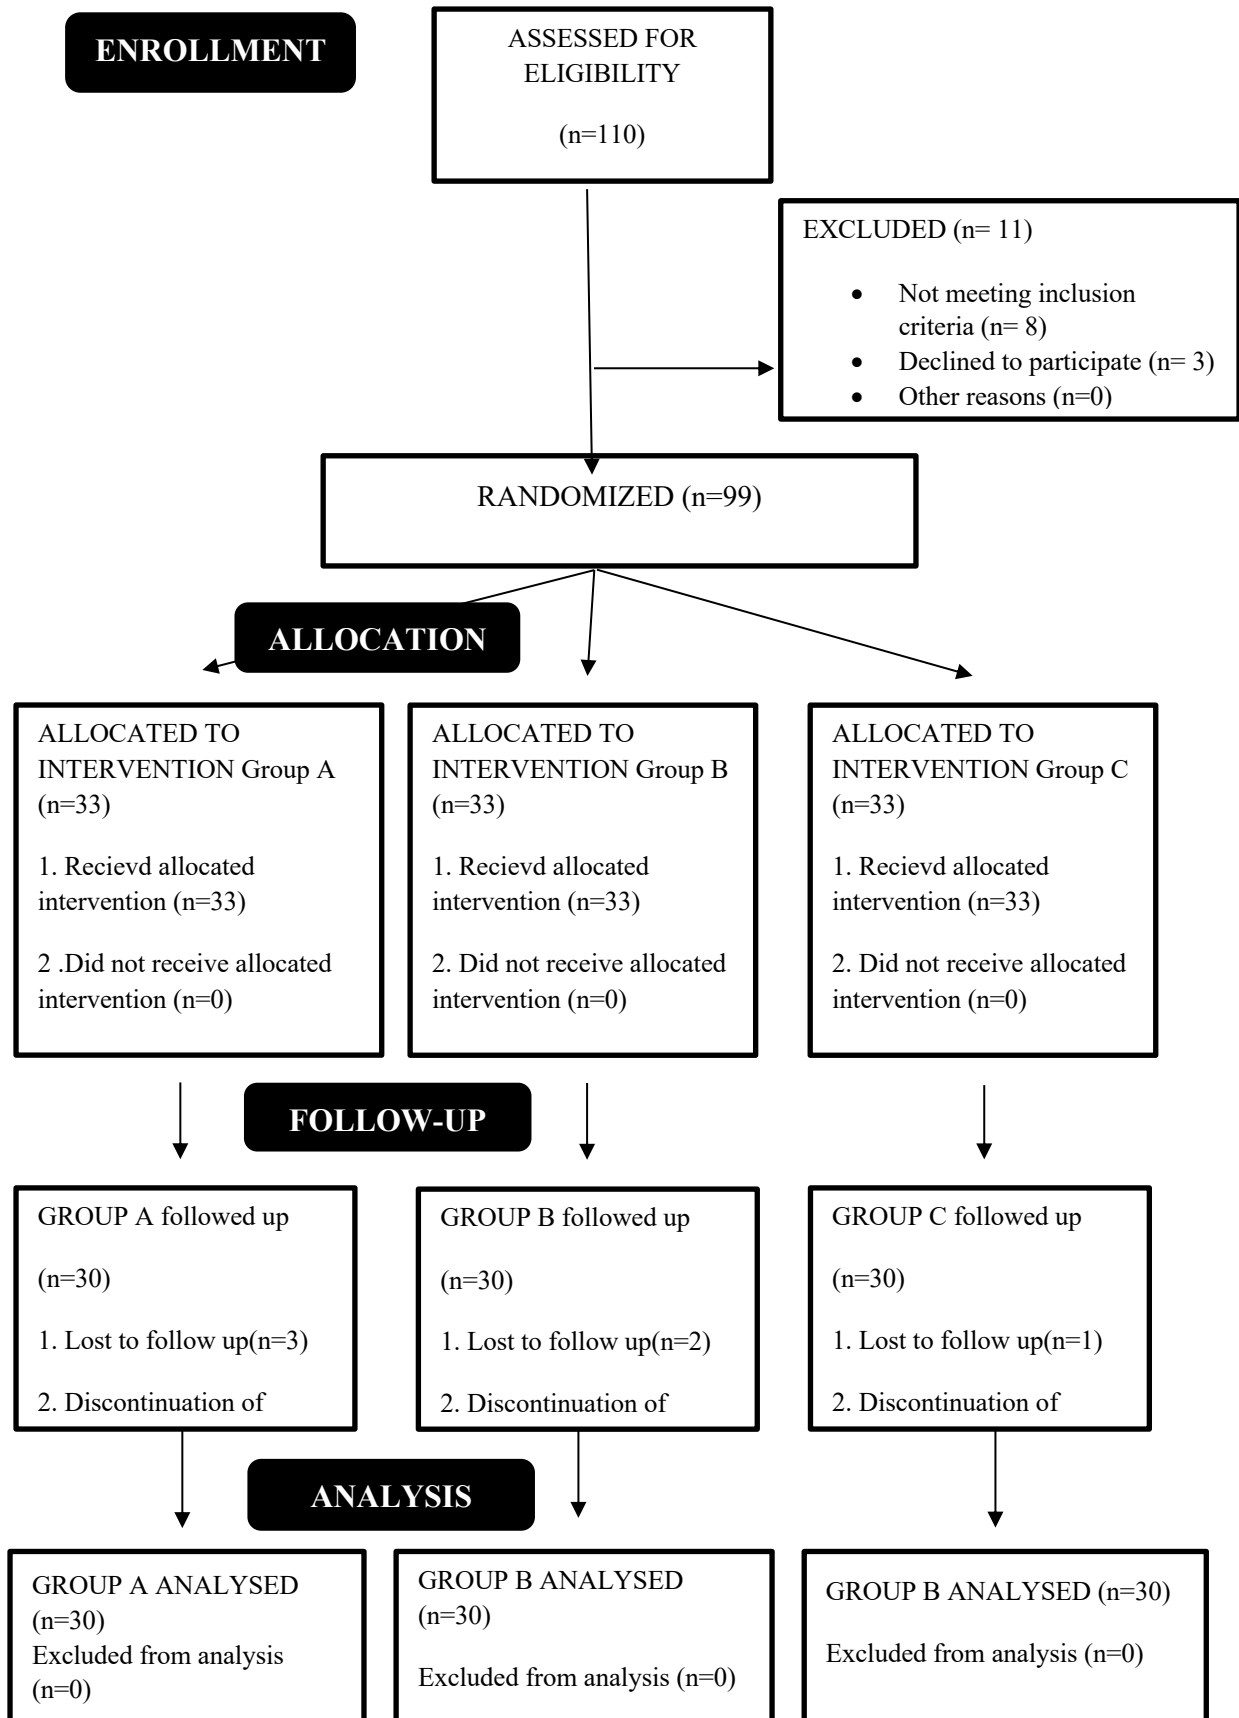 ENROLLMENT
ASSESSED FOR
ELIGIBILITY
(n=110)
EXCLUDED (n= 11)
• Not meeting inclusion
criteria (n= 8)
• Declined to participate (n= 3)
• Other reasons (n=0)
RANDOMIZED (n=99)
ALLOCATION
ALLOCATED TO
INTERVENTION Group A
(n=33)
1. Recievd allocated
intervention (n=33)
2 .Did not receive allocated
intervention (n=0)
ALLOCATED TO
INTERVENTION Group B
(n=33)
1. Recievd allocated
intervention (n=33)
2. Did not receive allocated
intervention (n=0)
ALLOCATED TO
INTERVENTION Group C
(n=33)
1. Recievd allocated
intervention (n=33)
2. Did not receive allocated
intervention (n=0)
FOLLOW-UP
GROUP A followed up
(n=30)
1. Lost to follow up(n=3)
2. Discontinuation of
GROUP B followed up
(n=30)
1. Lost to follow up(n=2)
2. Discontinuation of
GROUP C followed up
(n=30)
1. Lost to follow up(n=1)
2. Discontinuation of
ANALYSIS
GROUP A ANALYSED
(n=30)
Excluded from analysis
(n=0)
GROUP B ANALYSED
(n=30)
Excluded from analysis (n=0)
GROUP B ANALYSED (n=30)
Excluded from analysis (n=0)